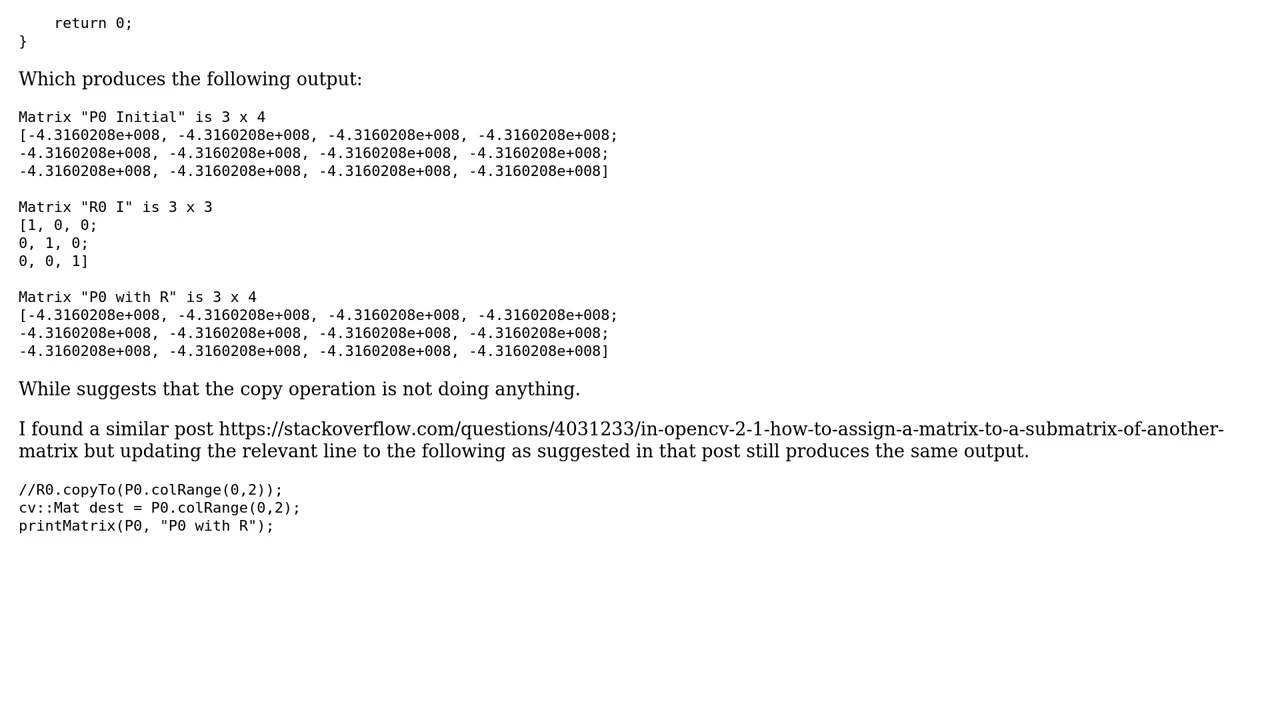 return 0;
}
Which produces the following output:
Matrix "P0 Initial" is 3 x 4
[-4.3160208e+008, -4.3160208e+008, -4.3160208e+008, -4.3160208e+008;
-4.3160208e+008, -4.3160208e+008, -4.3160208e+008, -4.3160208e+008;
-4.3160208e+008, -4.3160208e+008, -4.3160208e+008, -4.3160208e+008]
Matrix "R0 I" is 3 x 3
[1, 0, 0;
0, 1, 0;
0, 0, 1]
Matrix "P0 with R" is 3 x 4
[-4.3160208e+008, -4.3160208e+008, -4.3160208e+008, -4.3160208e+008;
-4.3160208e+008, -4.3160208e+008, -4.3160208e+008, -4.3160208e+008;
-4.3160208e+008, -4.3160208e+008, -4.3160208e+008, -4.3160208e+008]
While suggests that the copy operation is not doing anything.
I found a similar post https://stackoverflow.com/questions/4031233/in-opencv-2-1-how-to-assign-a-matrix-to-a-submatrix-of-another-
matrix but updating the relevant line to the following as suggested in that post still produces the same output.
//R0.copyTo(P0.colRange(0,2));
cv::Mat dest = P0.colRange(0,2);
printMatrix(P0, "P0 with R");